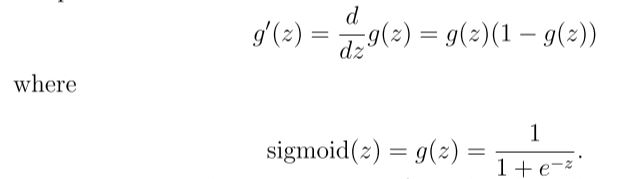 g′(z) = d/dz g(z) = g(z)(1 − g(z))
where
sigmoid(z) = g(z) = 1/(1 + e^{−z}).